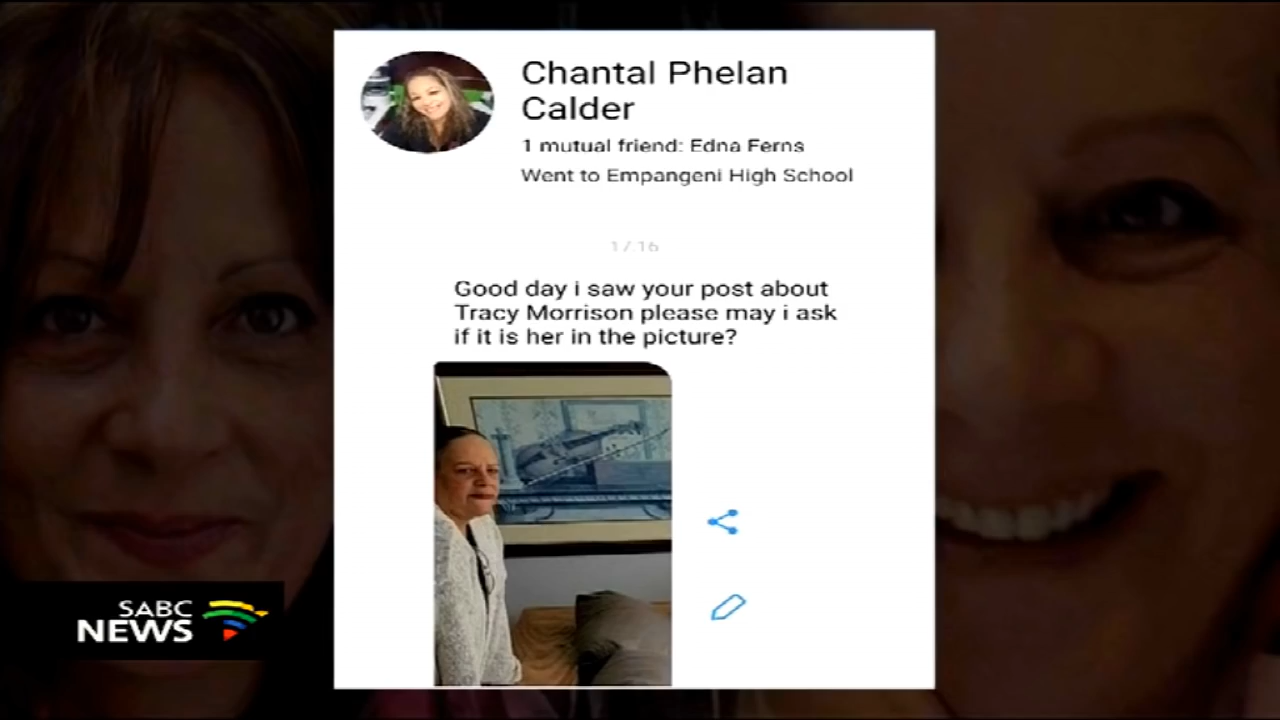 Chantal Phelan
Calder
1 mutual friend: Edna Ferns
Went to Empangeni High School
17:16
Good day i saw your post about
Tracy Morrison please may i ask
if it is her in the picture?
SABC
NEWS